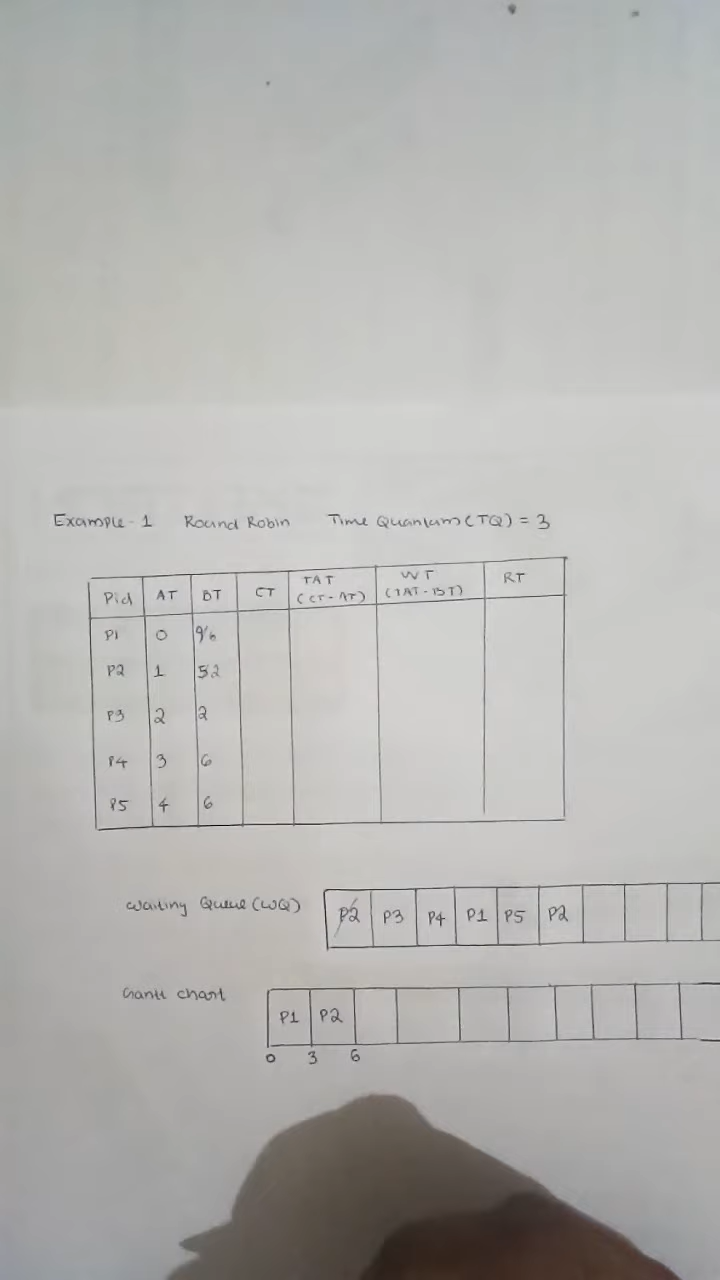 Example - 1 Round Robin Time Quantum (TQ) = 3
Pid AT BT CT TAT (CT - AT) WT (TAT - BT) RT
P1 0 9 6
P2 1 5 2
P3 2 2
P4 3 6
P5 4 6
Waiting Queue (WQ) P2 P3 P4 P1 P5 P2
Gantt chart P1 P2
0 3 6